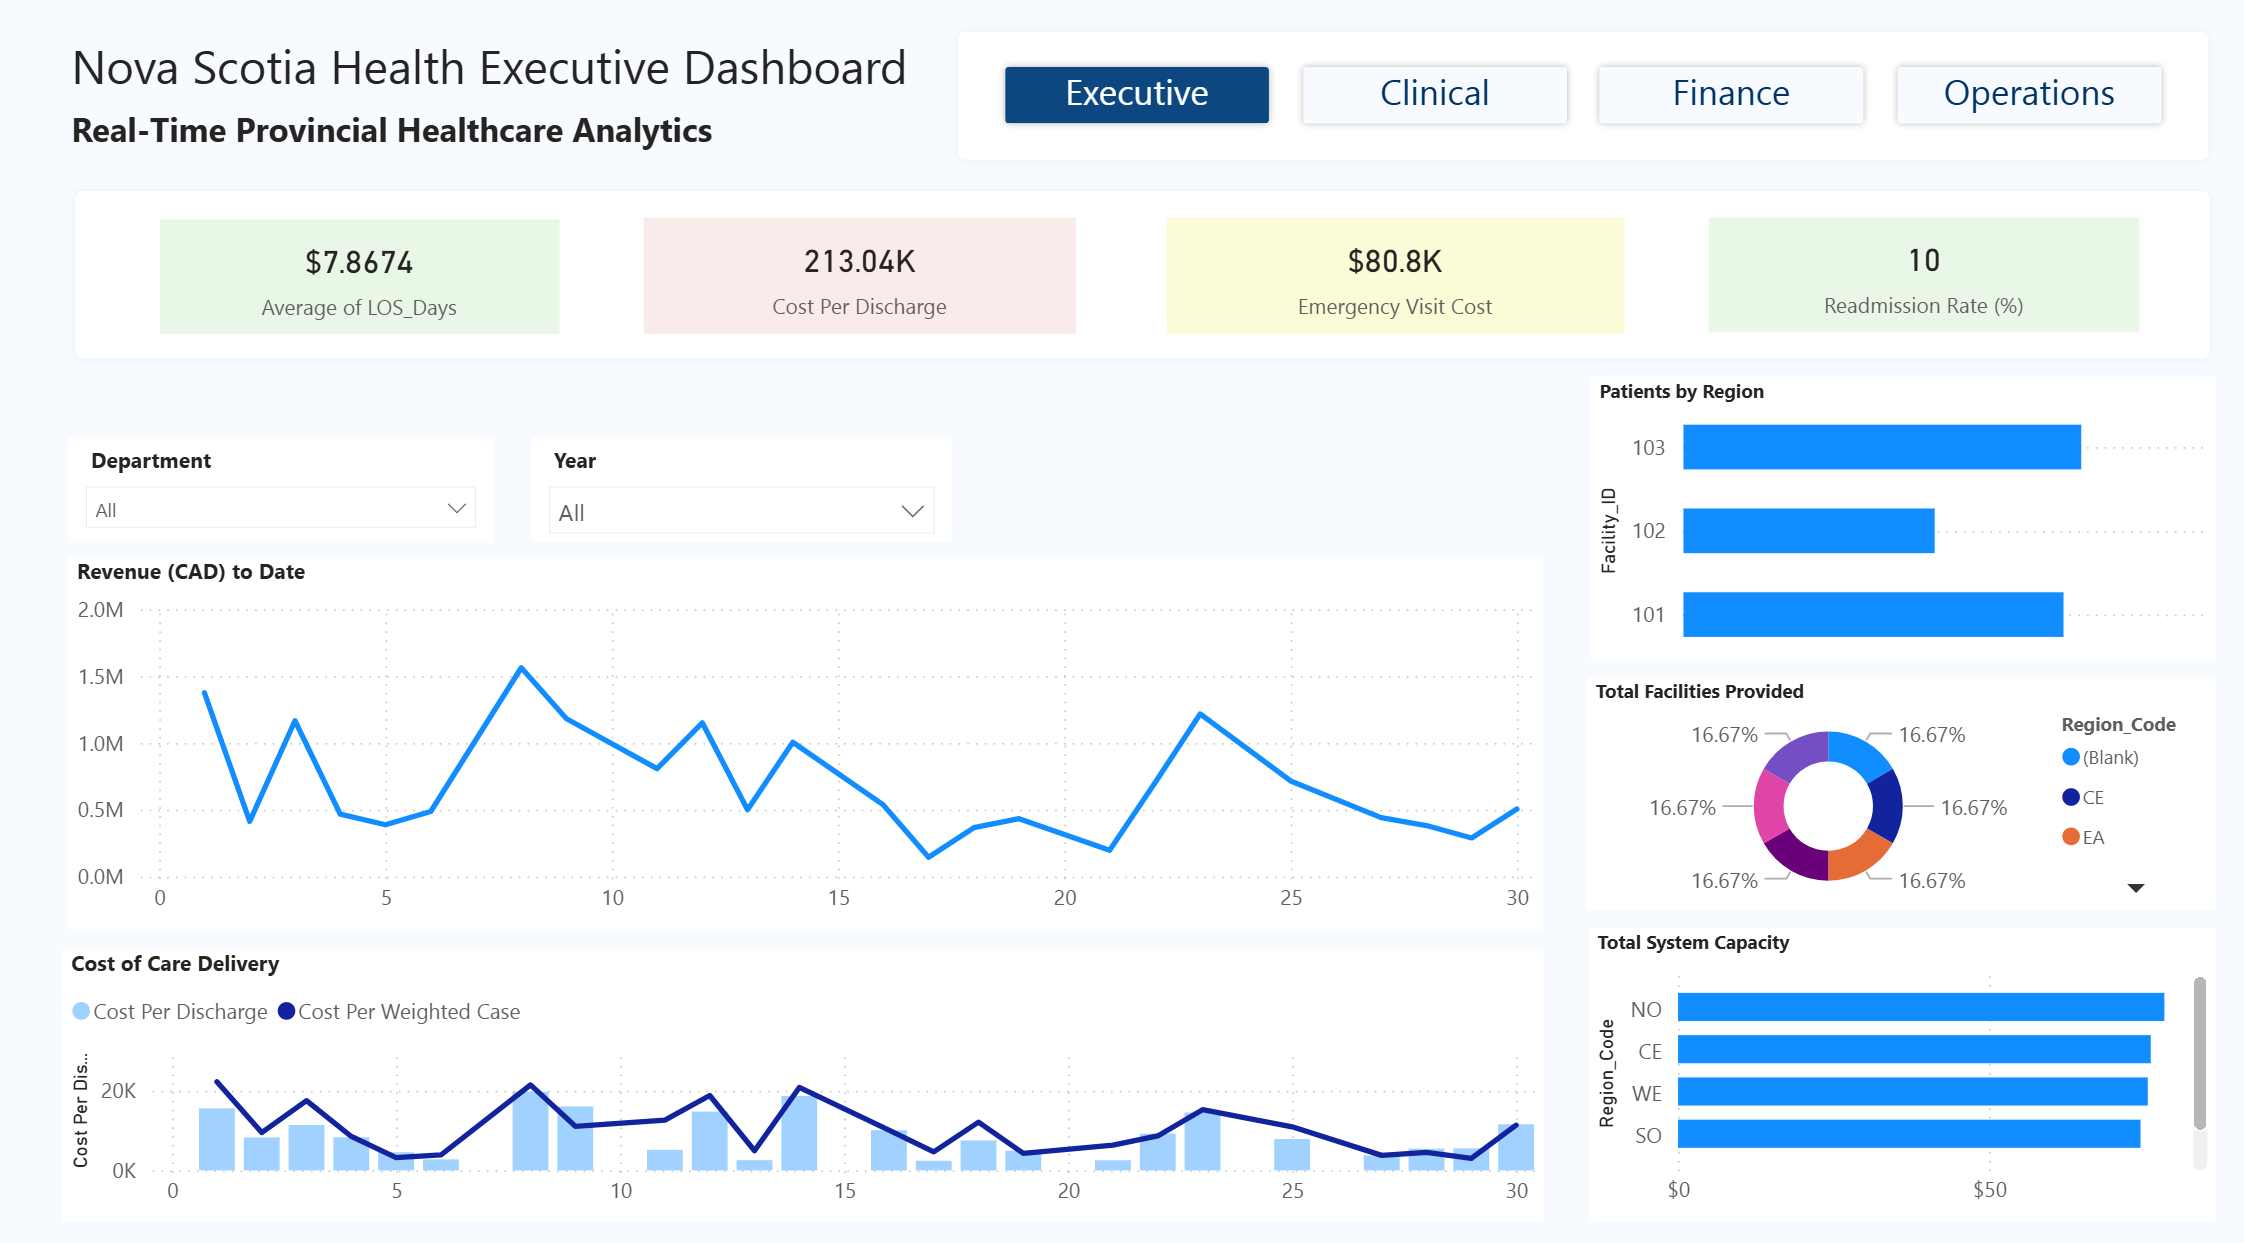 Nova Scotia Health Executive Dashboard
Real-Time Provincial Healthcare Analytics
Executive
Clinical
Finance
Operations
$7.8674
Average of LOS_Days
213.04K
Cost Per Discharge
$80.8K
Emergency Visit Cost
10
Readmission Rate (%)
Department
All
Year
All
Revenue (CAD) to Date
2.0M
1.5M
1.0M
0.5M
0.0M
0 5 10 15 20 25 30
Cost of Care Delivery
Cost Per Discharge Cost Per Weighted Case
Cost Per Dis...
20K
0K
0 5 10 15 20 25 30
Patients by Region
Facility_ID
103
102
101
Total Facilities Provided
16.67% 16.67%
16.67% 16.67%
16.67% 16.67%
Region_Code
(Blank)
CE
EA
Total System Capacity
Region_Code
NO
CE
WE
SO
$0 $50